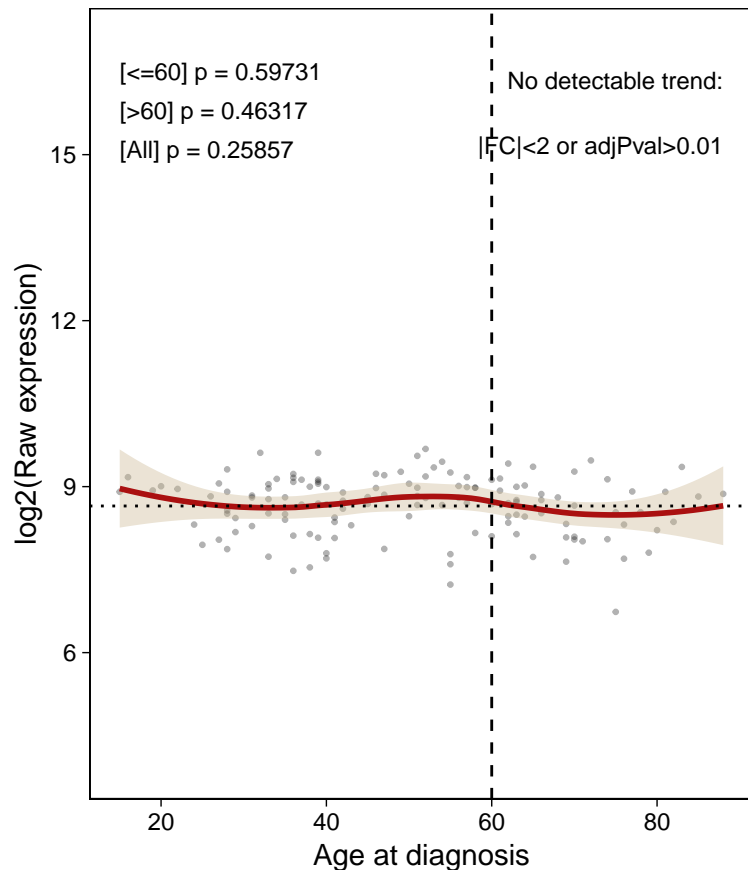 [<=60] p = 0.59731
[>60] p = 0.46317
[All] p = 0.25857
No detectable trend:
|FC|<2 or adjPval>0.01
log2(Raw expression)
15
12
9
6
20
40
60
80
Age at diagnosis